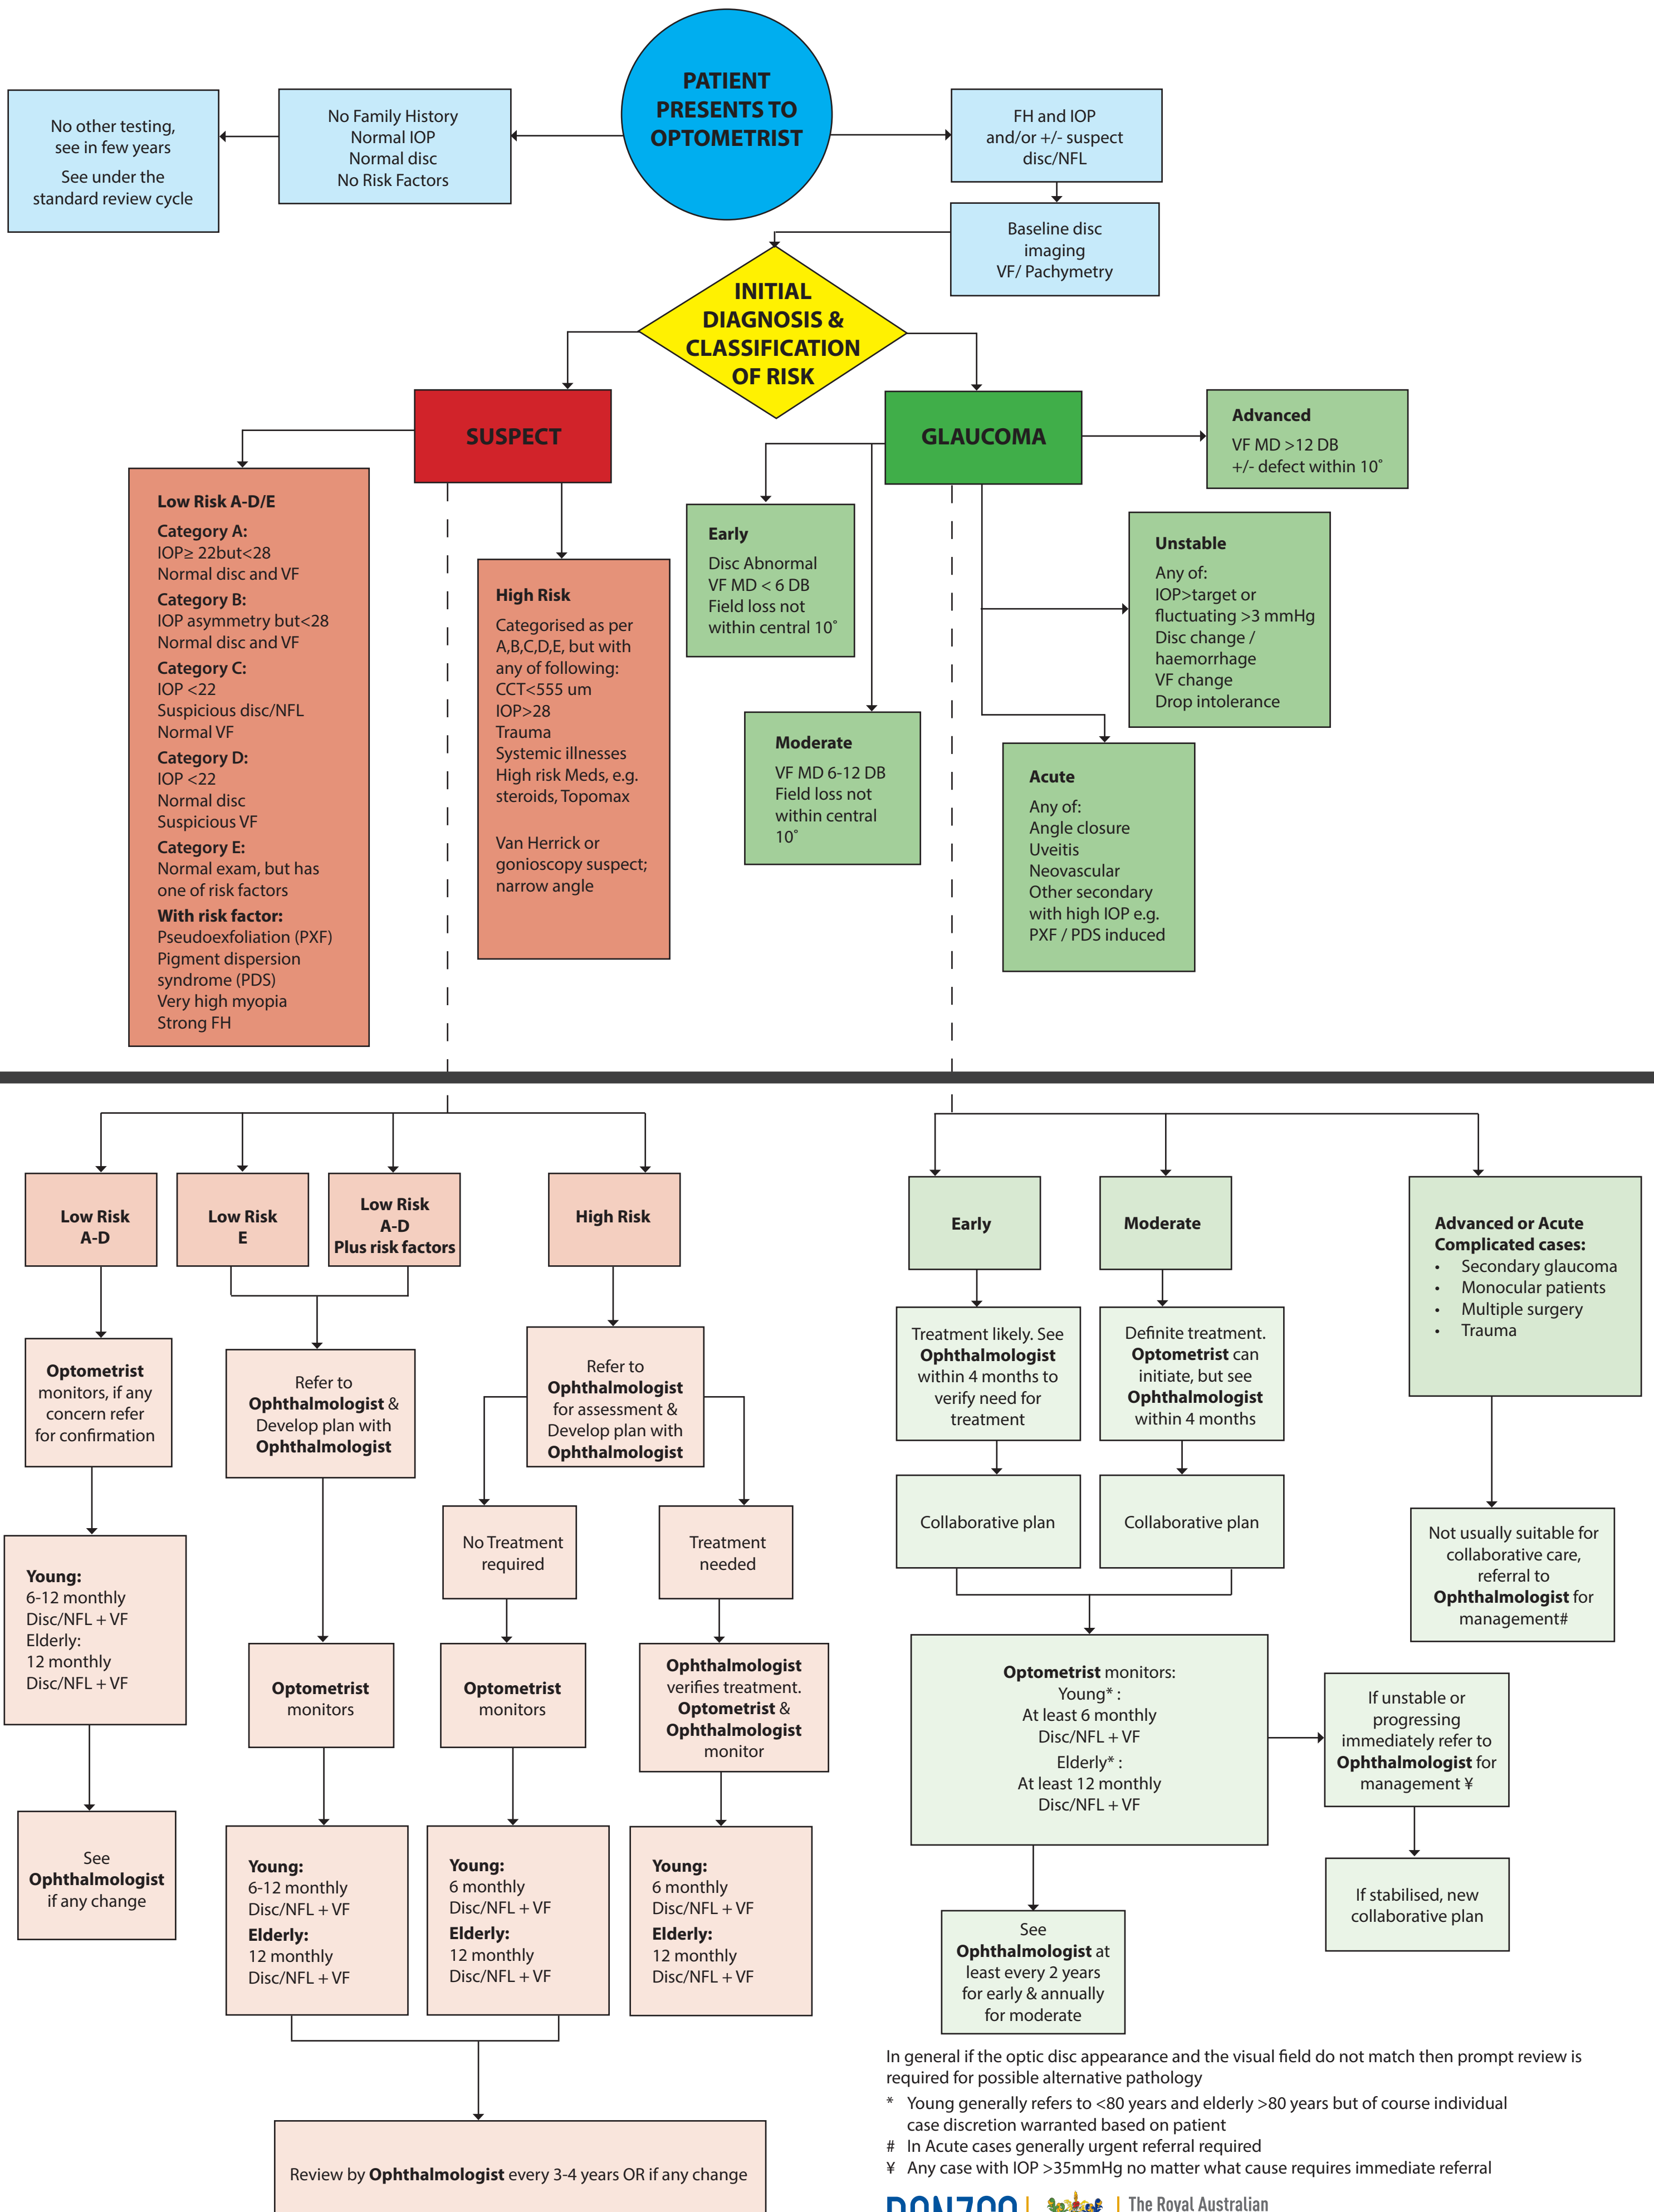 PATIENT
PRESENTS TO
OPTOMETRIST
No Family History
Normal IOP
Normal disc
No Risk Factors
No other testing,
see in few years
See under the
standard review cycle
FH and IOP
and/or +/- suspect
disc/NFL
Baseline disc
imaging
VF/ Pachymetry
INITIAL
DIAGNOSIS &
CLASSIFICATION
OF RISK
SUSPECT
GLAUCOMA
Low Risk A-D/E
Category A:
IOP≥ 22but<28
Normal disc and VF
Category B:
IOP asymmetry but<28
Normal disc and VF
Category C:
IOP <22
Suspicious disc/NFL
Normal VF
Category D:
IOP <22
Normal disc
Suspicious VF
Category E:
Normal exam, but has
one of risk factors
With risk factor:
Pseudoexfoliation (PXF)
Pigment dispersion
syndrome (PDS)
Very high myopia
Strong FH
High Risk
Categorised as per
A,B,C,D,E, but with
any of following:
CCT<555 um
IOP>28
Trauma
Systemic illnesses
High risk Meds, e.g.
steroids, Topomax
Van Herrick or
gonioscopy suspect;
narrow angle
Early
Disc Abnormal
VF MD < 6 DB
Field loss not
within central 10˚
Moderate
VF MD 6-12 DB
Field loss not
within central
10˚
Advanced
VF MD >12 DB
+/- defect within 10˚
Unstable
Any of:
IOP>target or
fluctuating >3 mmHg
Disc change /
haemorrhage
VF change
Drop intolerance
Acute
Any of:
Angle closure
Uveitis
Neovascular
Other secondary
with high IOP e.g.
PXF / PDS induced
Low Risk
A-D
Low Risk
E
Low Risk
A-D
Plus risk factors
High Risk
Optometrist
monitors, if any
concern refer
for confirmation
Young:
6-12 monthly
Disc/NFL + VF
Elderly:
12 monthly
Disc/NFL + VF
See
Ophthalmologist
if any change
Refer to
Ophthalmologist &
Develop plan with
Ophthalmologist
Optometrist
monitors
Young:
6-12 monthly
Disc/NFL + VF
Elderly:
12 monthly
Disc/NFL + VF
Refer to
Ophthalmologist
for assessment &
Develop plan with
Ophthalmologist
No Treatment
required
Optometrist
monitors
Young:
6 monthly
Disc/NFL + VF
Elderly:
12 monthly
Disc/NFL + VF
Treatment
needed
Ophthalmologist
verifies treatment.
Optometrist &
Ophthalmologist
monitor
Young:
6 monthly
Disc/NFL + VF
Elderly:
12 monthly
Disc/NFL + VF
Review by Ophthalmologist every 3-4 years OR if any change
Early
Treatment likely. See
Ophthalmologist
within 4 months to
verify need for
treatment
Collaborative plan
Moderate
Definite treatment.
Optometrist can
initiate, but see
Ophthalmologist
within 4 months
Collaborative plan
Advanced or Acute
Complicated cases:
• Secondary glaucoma
• Monocular patients
• Multiple surgery
• Trauma
Not usually suitable for
collaborative care,
referral to
Ophthalmologist for
management#
Optometrist monitors:
Young* :
At least 6 monthly
Disc/NFL + VF
Elderly* :
At least 12 monthly
Disc/NFL + VF
If unstable or
progressing
immediately refer to
Ophthalmologist for
management ¥
If stabilised, new
collaborative plan
See
Ophthalmologist at
least every 2 years
for early & annually
for moderate
In general if the optic disc appearance and the visual field do not match then prompt review is
required for possible alternative pathology
* Young generally refers to <80 years and elderly >80 years but of course individual
case discretion warranted based on patient
# In Acute cases generally urgent referral required
¥ Any case with IOP >35mmHg no matter what cause requires immediate referral
RANZCO
The Royal Australian